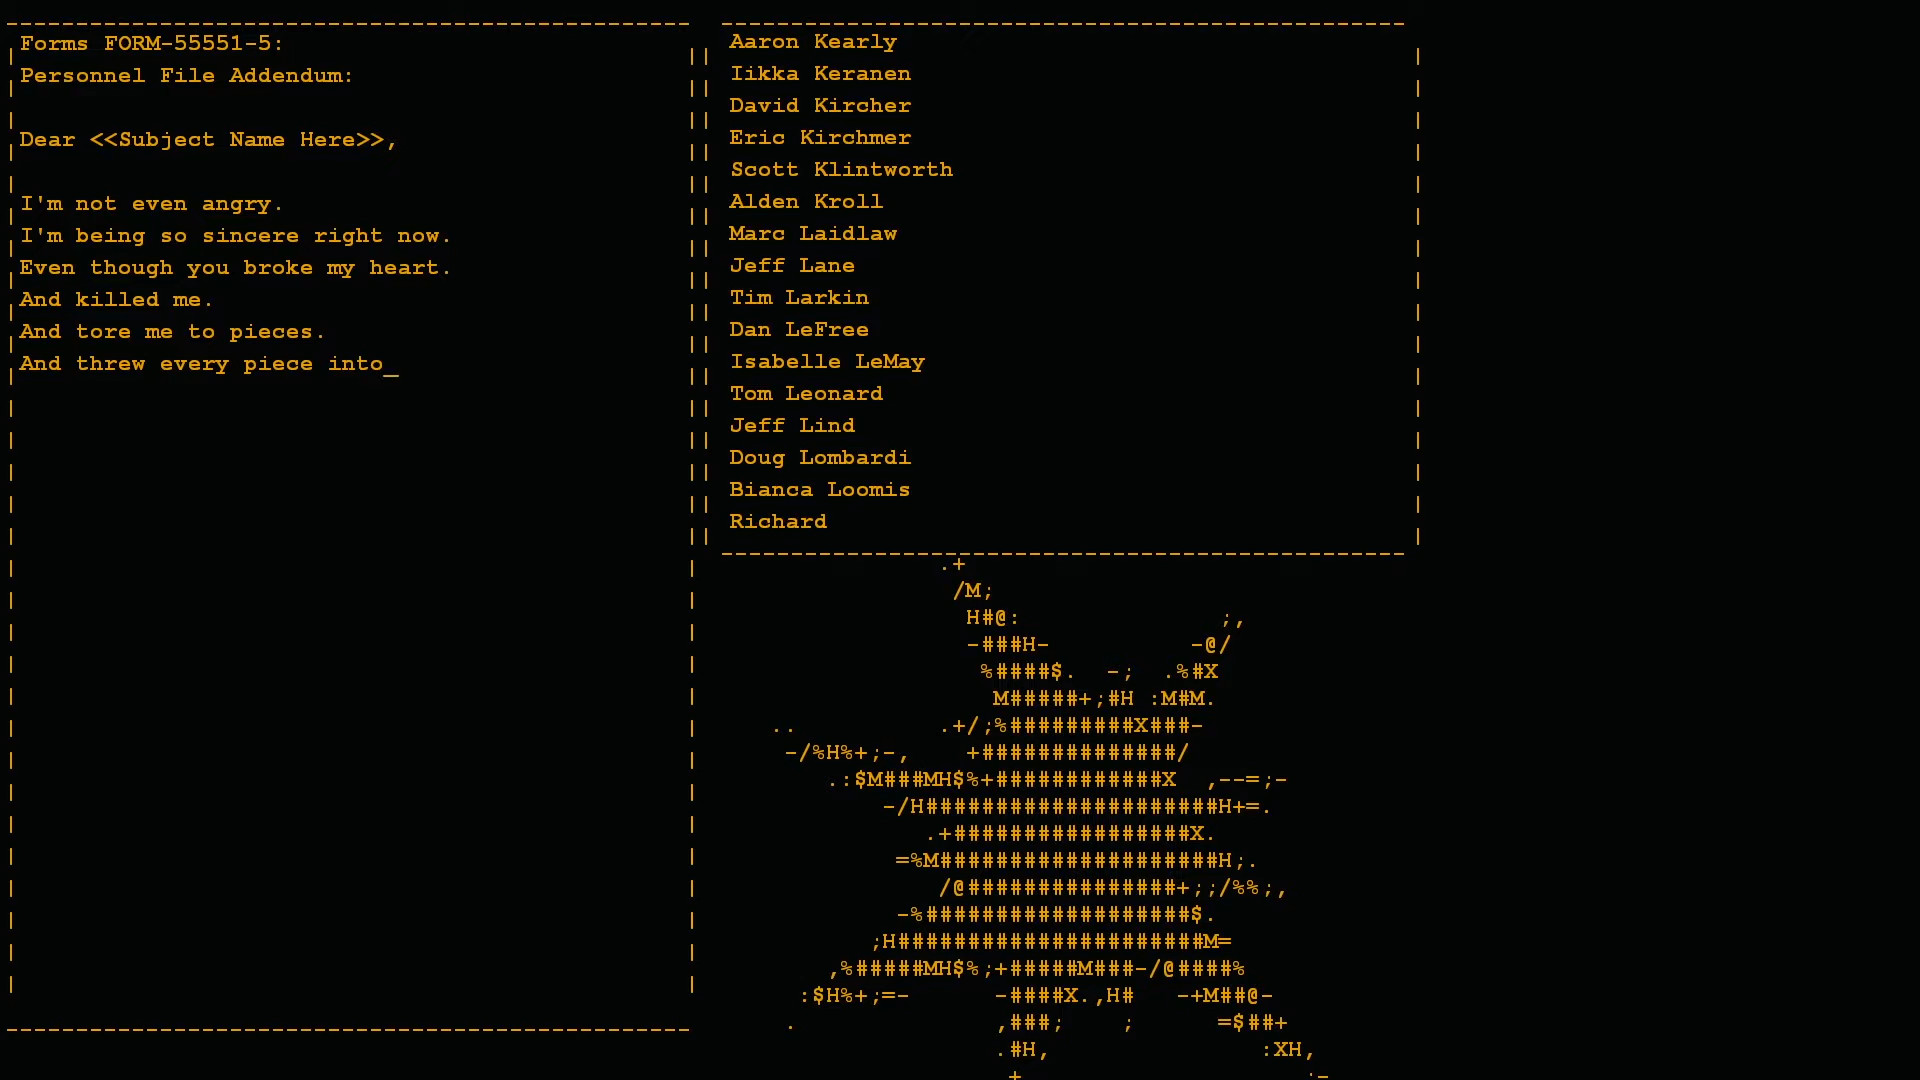 Forms FORM-55551-5:
Personnel File Addendum:
Dear <<Subject Name Here>>,
I'm not even angry.
I'm being so sincere right now.
Even though you broke my heart.
And killed me.
And tore me to pieces.
And threw every piece into_
Aaron Kearly
Iikka Keranen
David Kircher
Eric Kirchmer
Scott Klintworth
Alden Kroll
Marc Laidlaw
Jeff Lane
Tim Larkin
Dan LeFree
Isabelle LeMay
Tom Leonard
Jeff Lind
Doug Lombardi
Bianca Loomis
Richard